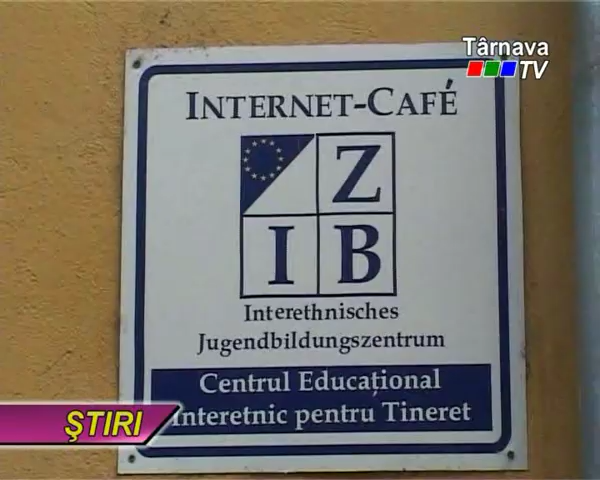 Târnava
TV
INTERNET-CAFÉ
Z
I B
Interethnisches
Jugendbildungszentrum
Centrul Educațional
Interetnic pentru Tineret
ŞTIRI